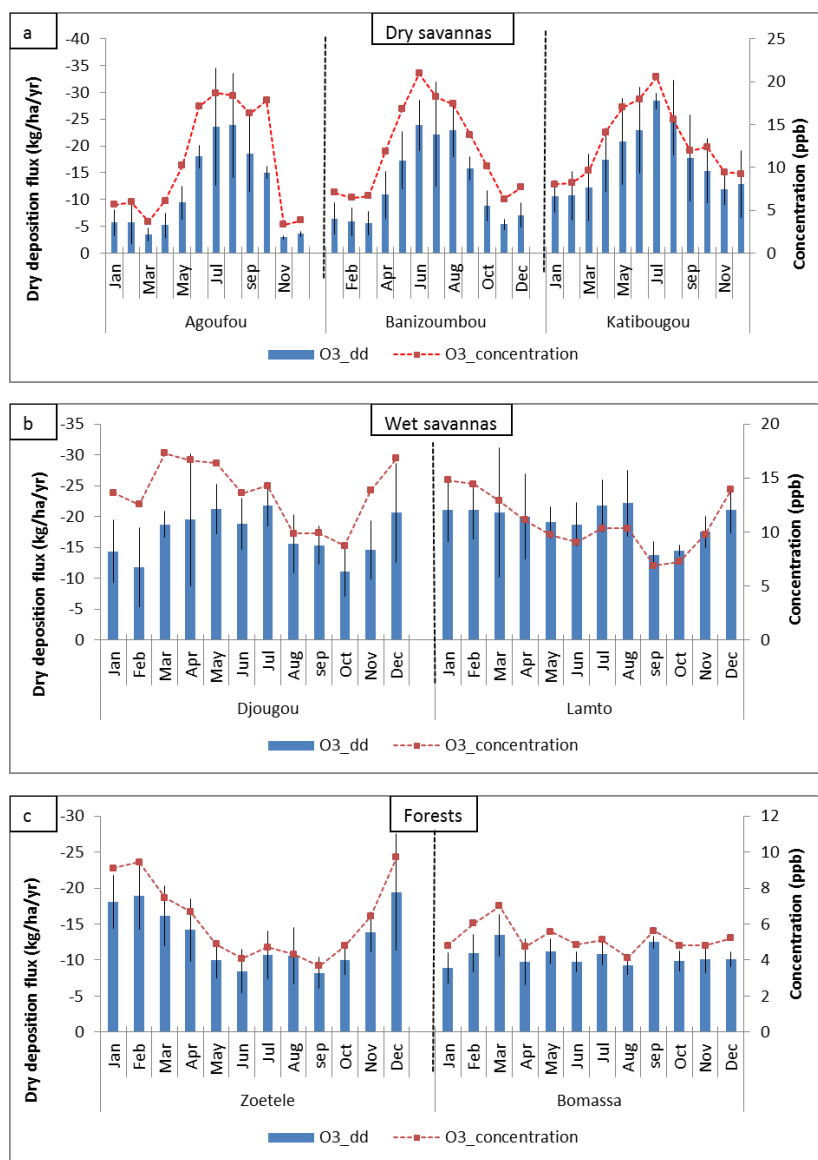 a
Dry savannas
Dry deposition flux (kg/ha/yr)
-40
-35
-30
-25
-20
-15
-10
-5
0
25
20
15
10
5
0
Concentration (ppb)
Jan Mar May Jul sep Nov Feb Apr Jun Aug Oct Dec Jan Mar May Jul sep Nov
Agoufou Banizoumbou Katibougou
O3_dd O3_concentration
b
Wet savannas
Dry deposition flux (kg/ha/yr)
-35
-30
-25
-20
-15
-10
-5
0
20
15
10
5
0
Concentration (ppb)
Jan Feb Mar Apr May Jun Jul Aug sep Oct Nov Dec Jan Feb Mar Apr May Jun Jul Aug sep Oct Nov Dec
Djougou Lamto
O3_dd O3_concentration
c
Forests
Dry deposition flux (kg/ha/yr)
-30
-25
-20
-15
-10
-5
0
12
10
8
6
4
2
0
Concentration (ppb)
Jan Feb Mar Apr May Jun Jul Aug sep Oct Nov Dec Jan Feb Mar Apr May Jun Jul Aug sep Oct Nov Dec
Zoetele Bomassa
O3_dd O3_concentration